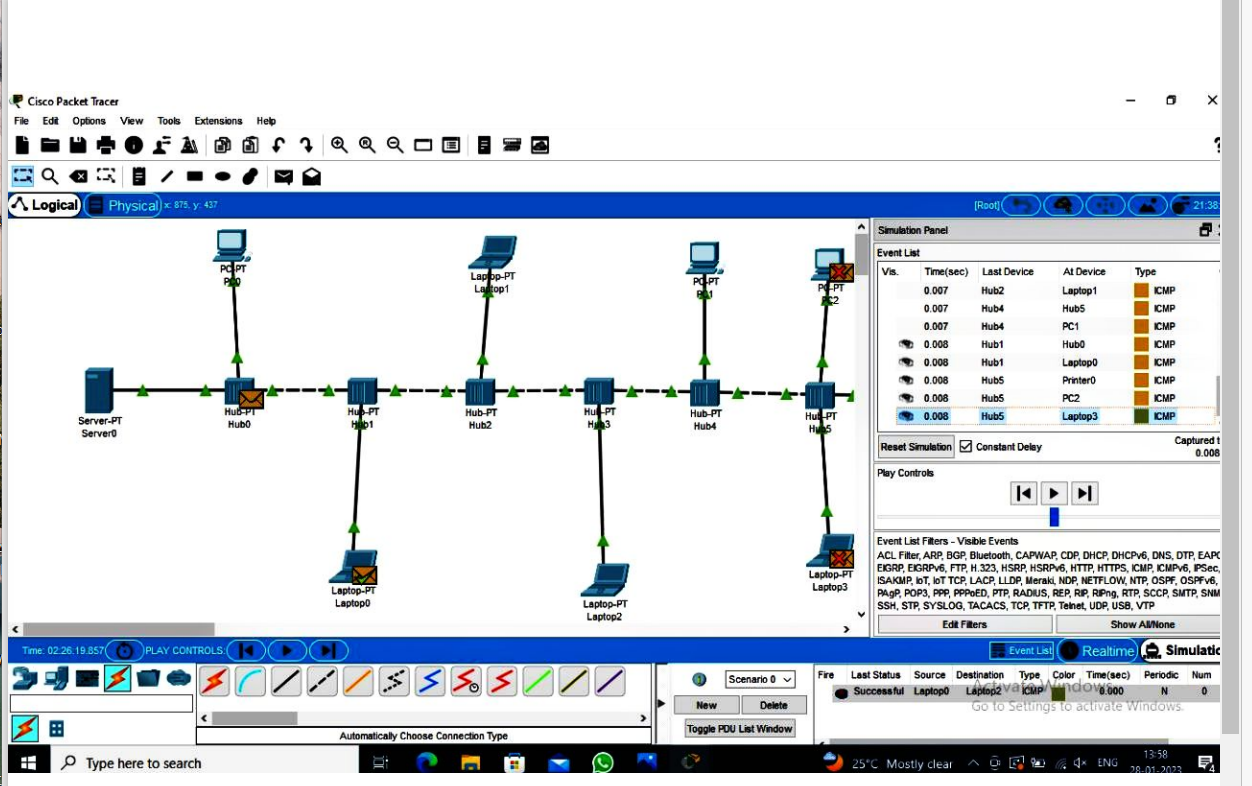 Cisco Packet Tracer
File Edit Options View Tools Extensions Help
Logical Physical x: 875, y: 437 [Root] 21:38:
PC-PT
PC0
Laptop-PT
Laptop1
PC-PT
PC1
PC-PT
PC2
Server-PT
Server0
Hub-PT
Hub0
Hub-PT
Hub1
Hub-PT
Hub2
Hub-PT
Hub3
Hub-PT
Hub4
Hub-PT
Hub5
Laptop-PT
Laptop0
Laptop-PT
Laptop2
Laptop-PT
Laptop3
Simulation Panel
Event List
Vis. Time(sec) Last Device At Device Type
0.007 Hub2 Laptop1 ICMP
0.007 Hub4 Hub5 ICMP
0.007 Hub4 PC1 ICMP
0.008 Hub1 Hub0 ICMP
0.008 Hub1 Laptop0 ICMP
0.008 Hub5 Printer0 ICMP
0.008 Hub5 PC2 ICMP
0.008 Hub5 Laptop3 ICMP
Reset Simulation Constant Delay Captured t
0.008
Play Controls
Event List Filters - Visible Events
ACL Filter, ARP, BGP, Bluetooth, CAPWAP, CDP, DHCP, DHCPv6, DNS, DTP, EAPO
EIGRP, EIGRPv6, FTP, H.323, HSRP, HSRPv6, HTTP, HTTPS, ICMP, ICMPv6, IPSec,
ISAKMP, IoT, IoT TCP, LACP, LLDP, Meraki, NDP, NETFLOW, NTP, OSPF, OSPFv6,
PAgP, POP3, PPP, PPPoED, PTP, RADIUS, REP, RIP, RIPng, RTP, SCCP, SMTP, SNM
SSH, STP, SYSLOG, TACACS, TCP, TFTP, Telnet, UDP, USB, VTP
Edit Filters Show All/None
Time: 02:26:19.857 PLAY CONTROLS: Event List Realtime Simulatio
Automatically Choose Connection Type
Scenario 0
New Delete
Toggle PDU List Window
Fire Last Status Source Destination Type Color Time(sec) Periodic Num
Successful Laptop0 Laptop2 ICMP 0.000 N 0
Activate Windows
Go to Settings to activate Windows.
Type here to search
25°C Mostly clear ENG 13:58
28-01-2023 4